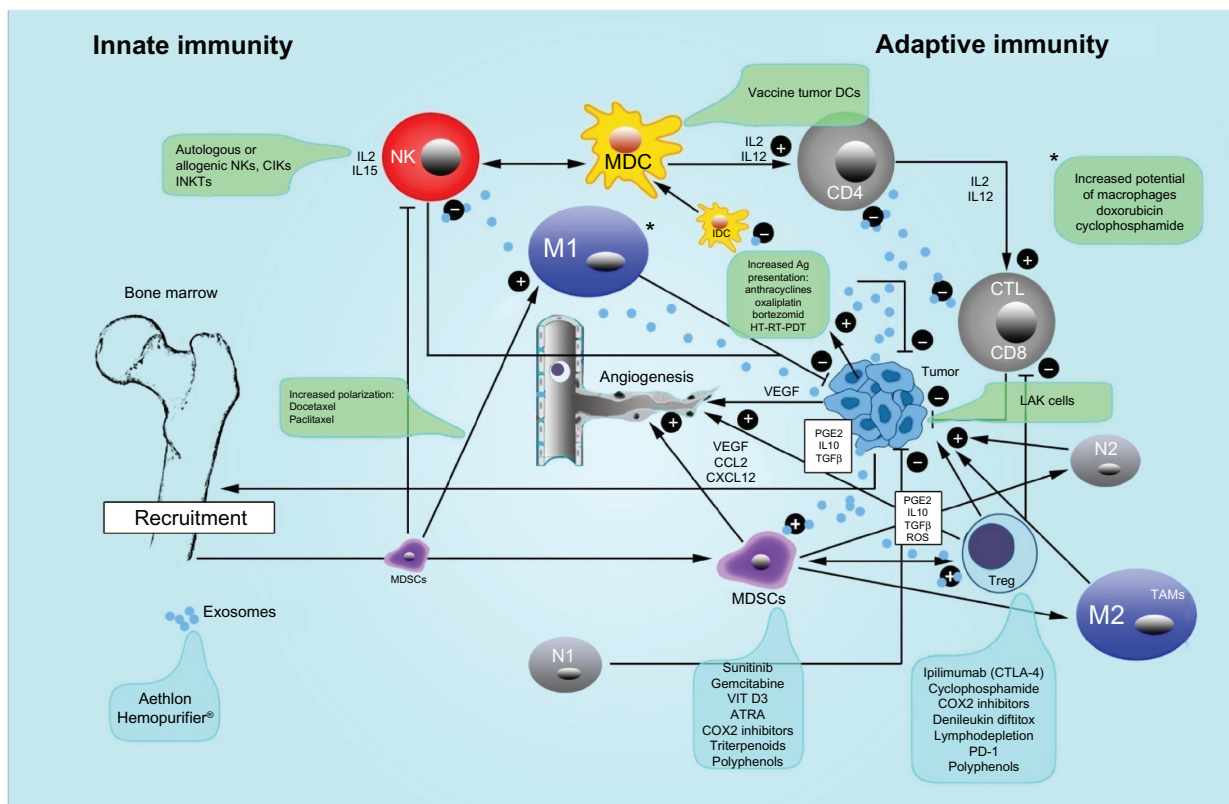 Innate immunity
Adaptive immunity
Vaccine tumor DCs
Autologous or
allogenic NKs, CIKs
INKTs
IL2
IL15
NK
MDC
IL2
IL12
CD4
IL2
IL12
*
Increased potential
of macrophages
doxorubicin
cyclophosphamide
IDC
M1
*
Increased Ag
presentation:
anthracyclines
oxaliplatin
bortezomid
HT-RT-PDT
CTL
CD8
Bone marrow
Angiogenesis
VEGF
Tumor
LAK cells
Increased polarization:
Docetaxel
Paclitaxel
PGE2
IL10
TGFβ
VEGF
CCL2
CXCL12
N2
Recruitment
PGE2
IL10
TGFβ
ROS
MDSCs
MDSCs
Treg
TAMs
M2
Exosomes
N1
Aethlon
Hemopurifier®
Sunitinib
Gemcitabine
VIT D3
ATRA
COX2 inhibitors
Triterpenoids
Polyphenols
Ipilimumab (CTLA-4)
Cyclophosphamide
COX2 inhibitors
Denileukin diftitox
Lymphodepletion
PD-1
Polyphenols